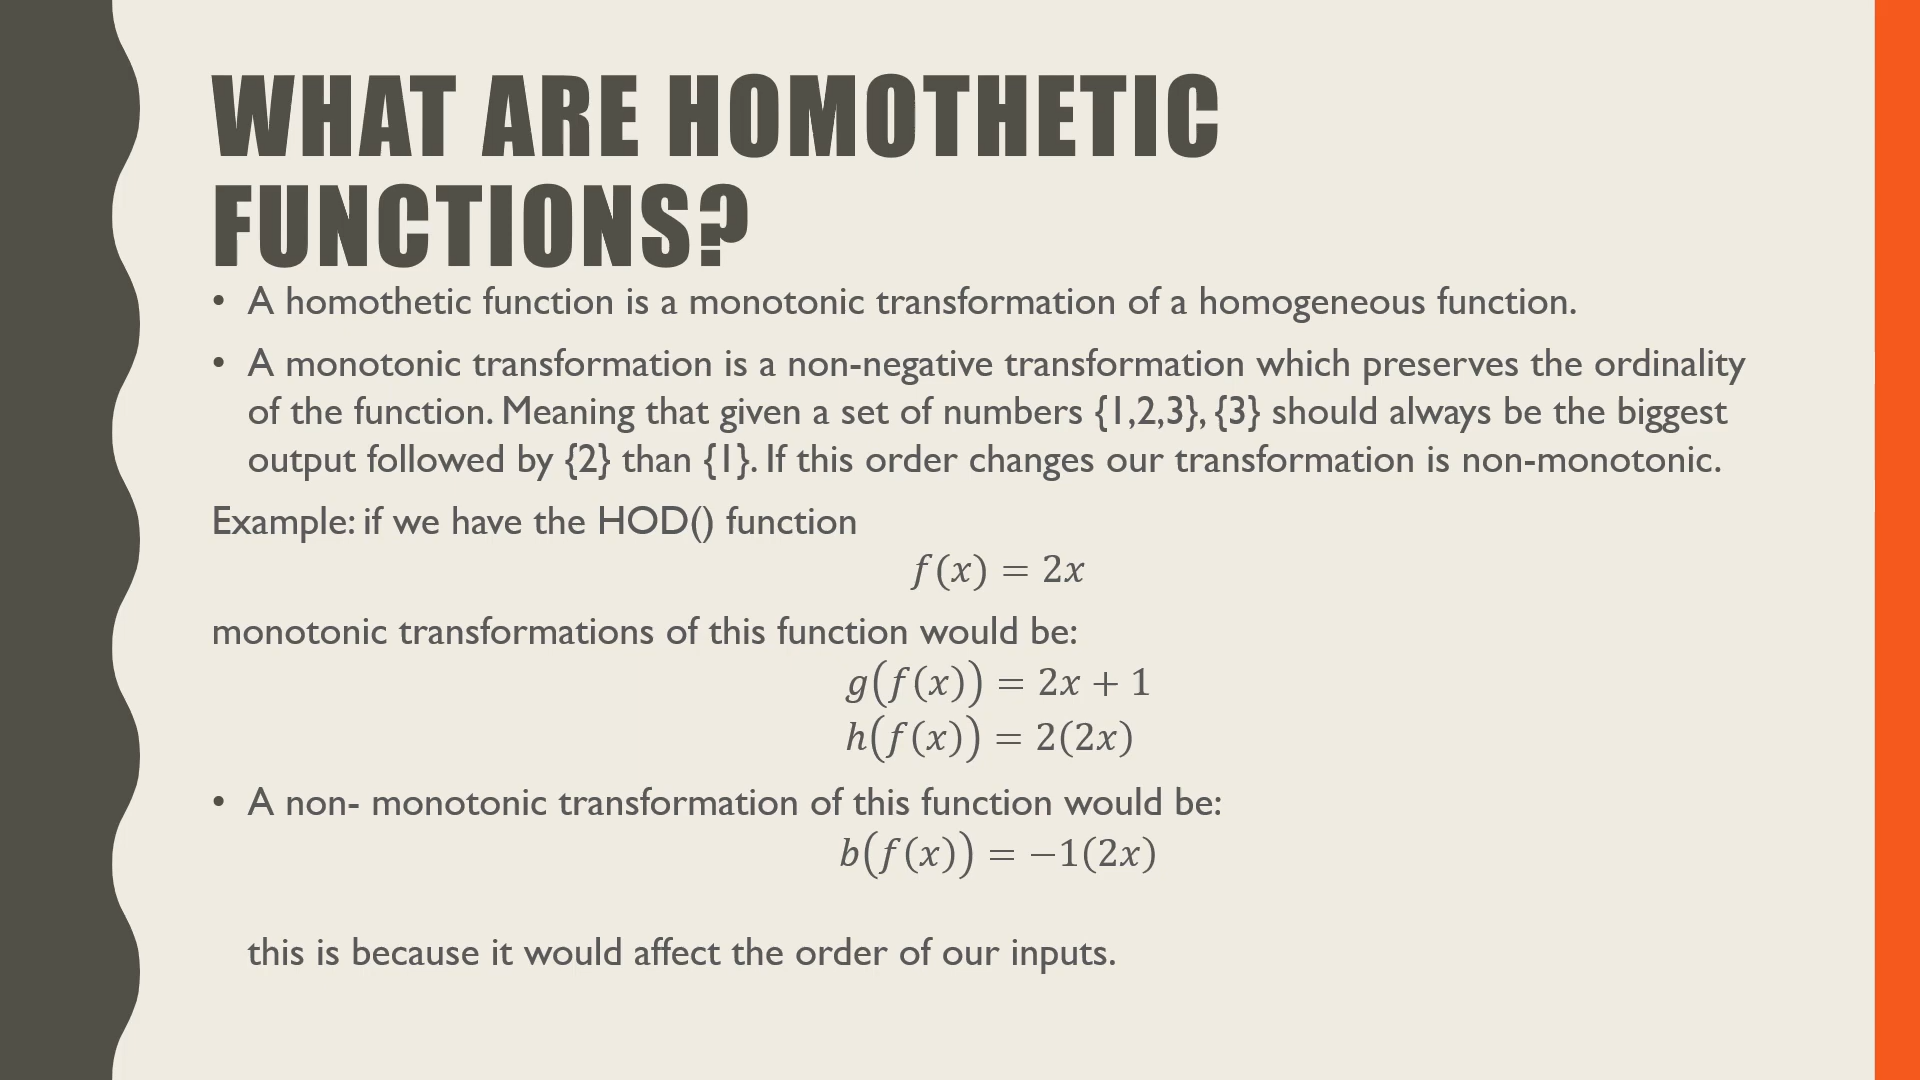 WHAT ARE HOMOTHETIC
FUNCTIONS?
• A homothetic function is a monotonic transformation of a homogeneous function.
• A monotonic transformation is a non-negative transformation which preserves the ordinality
of the function. Meaning that given a set of numbers {1,2,3}, {3} should always be the biggest
output followed by {2} than {1}. If this order changes our transformation is non-monotonic.
Example: if we have the HOD() function
f(x) = 2x
monotonic transformations of this function would be:
g(f(x)) = 2x + 1
h(f(x)) = 2(2x)
• A non- monotonic transformation of this function would be:
b(f(x)) = −1(2x)
this is because it would affect the order of our inputs.